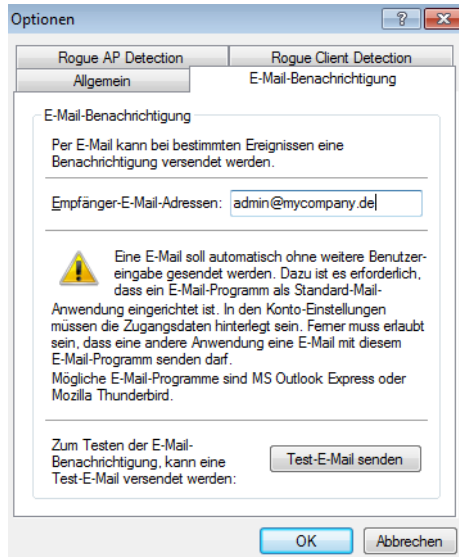 Optionen
Rogue AP Detection
Rogue Client Detection
Allgemein
E-Mail-Benachrichtigung
E-Mail-Benachrichtigung
Per E-Mail kann bei bestimmten Ereignissen eine
Benachrichtigung versendet werden.
Empfänger-E-Mail-Adressen: admin@mycompany.de
Eine E-Mail soll automatisch ohne weitere Benutzer-
eingabe gesendet werden. Dazu ist es erforderlich,
dass ein E-Mail-Programm als Standard-Mail-
Anwendung eingerichtet ist. In den Konto-Einstellungen
müssen die Zugangsdaten hinterlegt sein. Ferner muss erlaubt
sein, dass eine andere Anwendung eine E-Mail mit diesem
E-Mail-Programm senden darf.
Mögliche E-Mail-Programme sind MS Outlook Express oder
Mozilla Thunderbird.
Zum Testen der E-Mail-
Benachrichtigung, kann eine
Test-E-Mail versendet werden:
Test-E-Mail senden
OK
Abbrechen